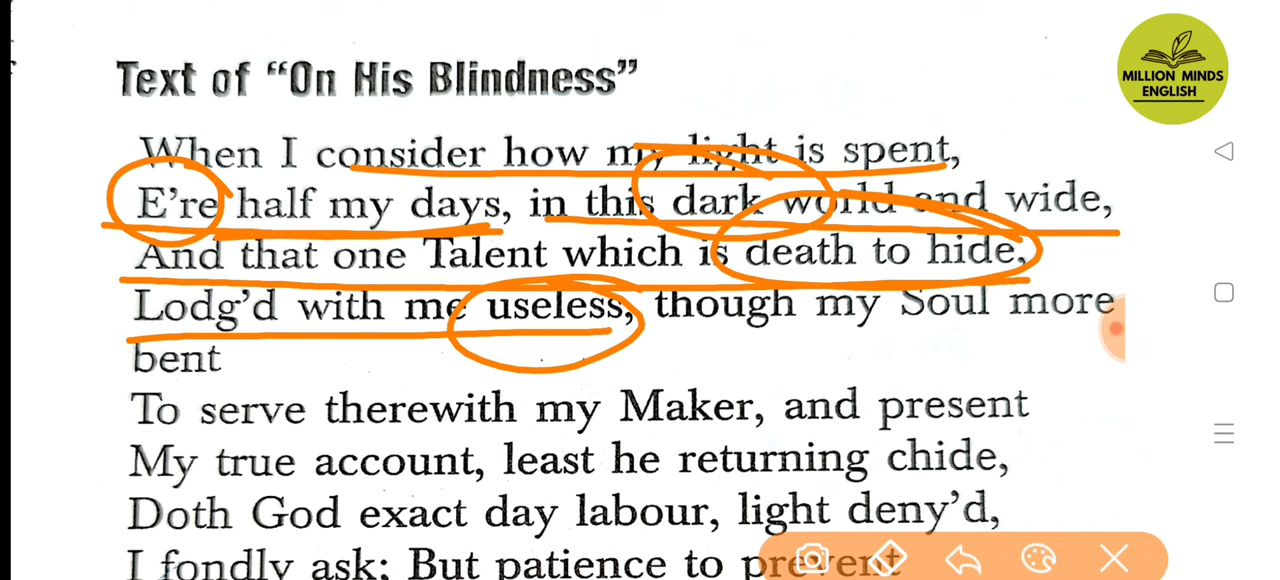 Text of "On His Blindness"
MILLION MINDS
ENGLISH
When I consider how my light is spent,
E're half my days, in this dark world and wide,
And that one Talent which is death to hide,
Lodg'd with me useless, though my Soul more
bent
To serve therewith my Maker, and present
My true account, least he returning chide,
Doth God exact day labour, light deny'd,
I fondly ask; But patience to prevent